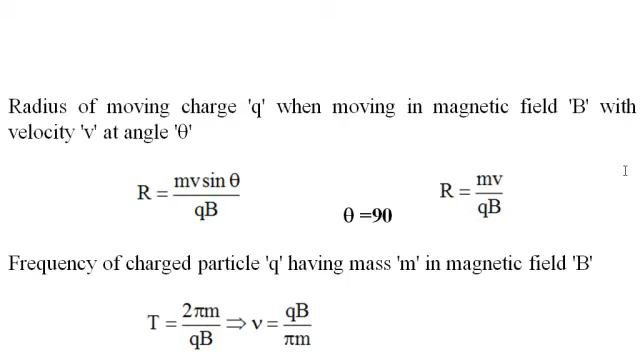 Radius of moving charge 'q' when moving in magnetic field 'B' with
velocity 'v' at angle 'θ'
R = mv sin θ / qB    θ =90    R = mv / qB
Frequency of charged particle 'q' having mass 'm' in magnetic field 'B'
T = 2πm / qB ⇒ ν = qB / πm